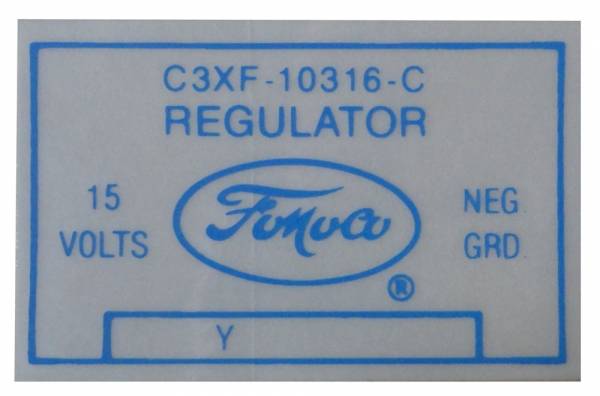 C3XF-10316-C
REGULATOR
15
VOLTS
FoMoCo
®
NEG
GRD
Y